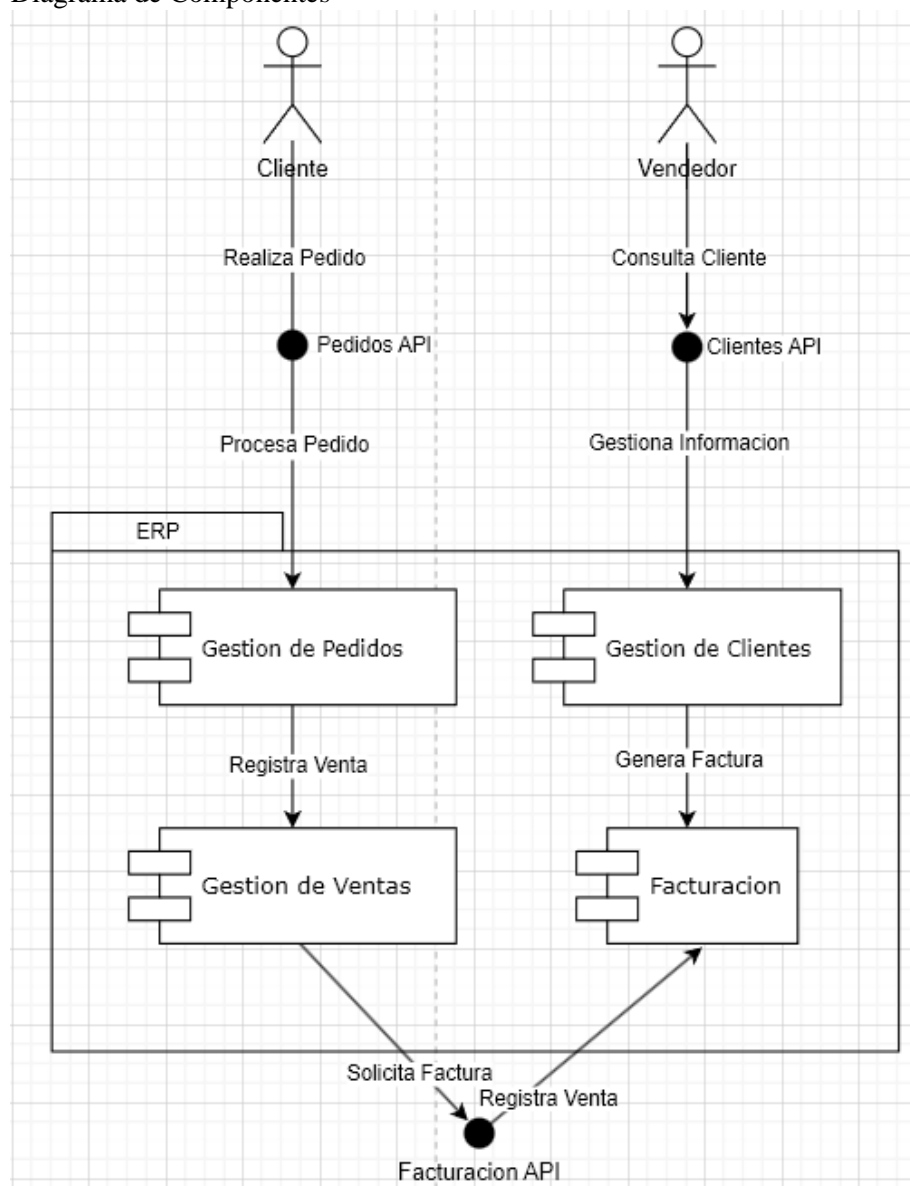 Diagrama de Componentes
Cliente
Vendedor
Realiza Pedido
Consulta Cliente
Pedidos API
Clientes API
Procesa Pedido
Gestiona Informacion
ERP
Gestion de Pedidos
Gestion de Clientes
Registra Venta
Genera Factura
Gestion de Ventas
Facturacion
Solicita Factura
Registra Venta
Facturacion API